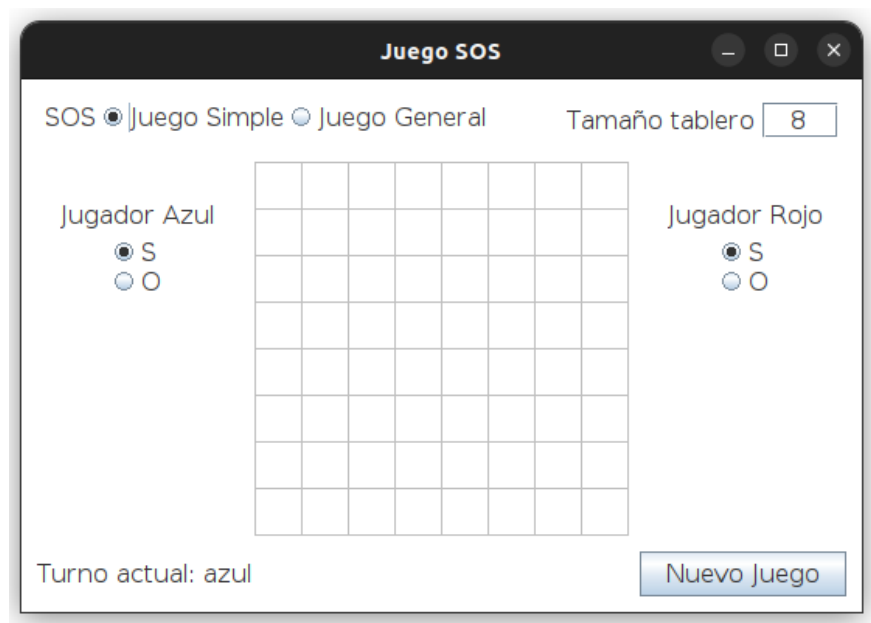 Juego SOS
SOS Juego Simple Juego General
Tamaño tablero 8
Jugador Azul
S
O
Jugador Rojo
S
O
Turno actual: azul
Nuevo Juego